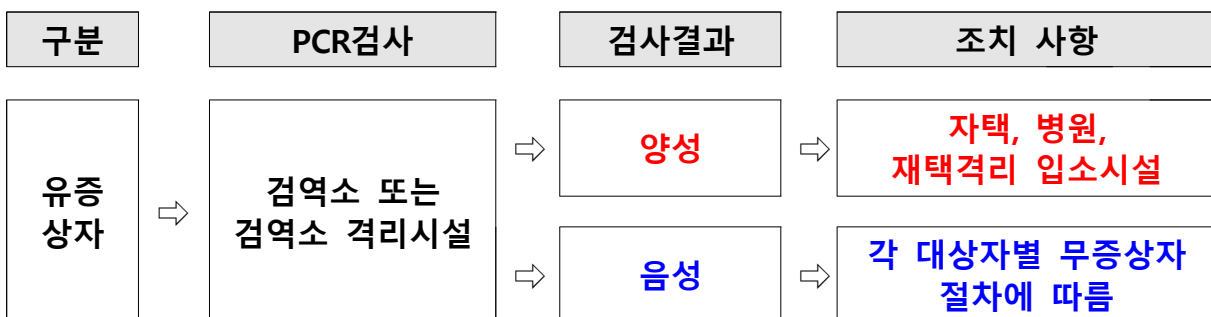 구분
PCR검사
검사결과
조치 사항
유증
상자
⇨
검역소 또는
검역소 격리시설
⇨
양성
⇨
자택, 병원,
재택격리 입소시설
⇨
음성
⇨
각 대상자별 무증상자
절차에 따름